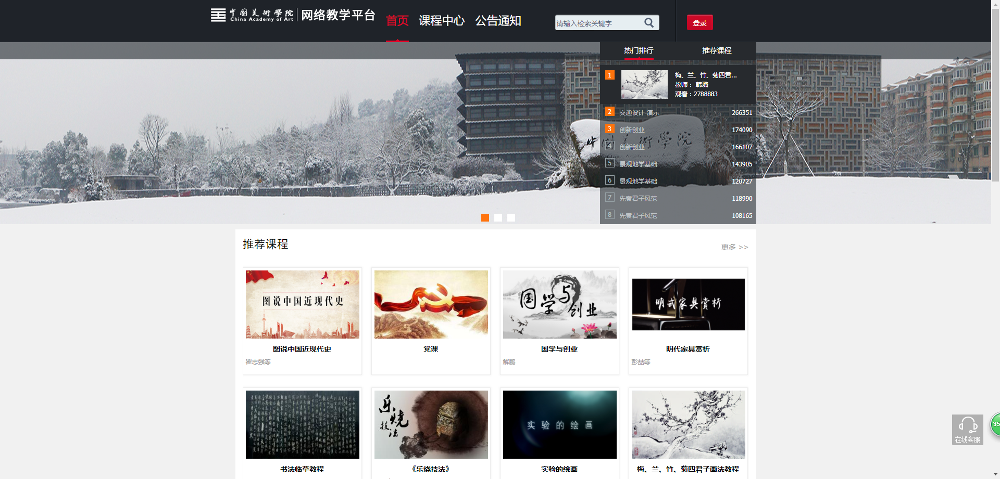 中国美術學院
China Academy of Art
网络教学平台
首页
课程中心
公告通知
请输入检索关键字
登录
热门排行
推荐课程
1
梅、兰、竹、菊四君...
教师： 韩璐
观看：2788883
2 交通设计-演示 266351
3 创新创业 174090
4 创新创业 166107
5 景观地学基础 143905
6 景观地学基础 120727
7 先秦君子风范 118990
8 先秦君子风范 108165
中国美術學院
推荐课程
更多 >>
图说中国近现代史
国学与创业
明式家具赏析
图说中国近现代史
党课
国学与创业
明代家具赏析
翟志强等
解鹏
彭喆等
乐烧
技法
实验的绘画
书法临摹教程
《乐烧技法》
实验的绘画
梅、兰、竹、菊四君子画法教程
在线客服
35